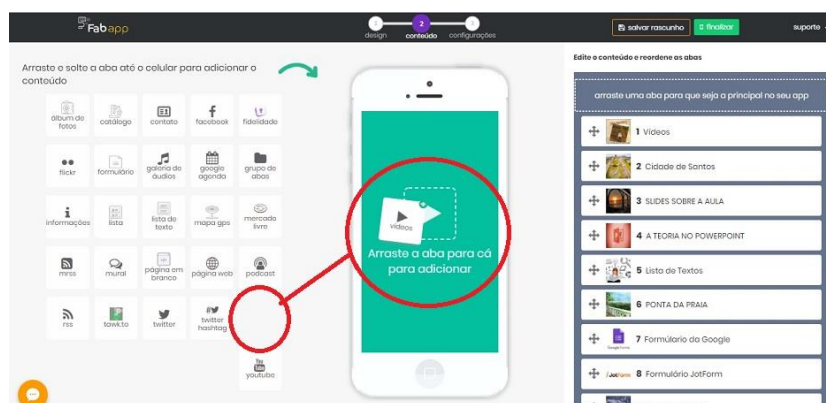 Fabapp
1 2 3
design conteúdo configurações
salvar rascunho
finalizar
suporte
Arraste e solte a aba até o celular para adicionar o
conteúdo
álbum de
fotos
catálogo
contato
facebook
fidelidade
flickr
formulário
galeria de
áudios
google
agenda
grupo de
abas
informações
lista
lista de
texto
mapa gps
mercado
livre
mrss
mural
página em
branco
página web
podcast
rss
tawk.to
twitter
twitter
hashtag
youtube
vídeos
Arraste a aba para cá
para adicionar
Edite o conteúdo e reordene as abas
arraste uma aba para que seja a principal no seu app
1 Vídeos
2 Cidade de Santos
3 SLIDES SOBRE A AULA
4 A TEORIA NO POWERPOINT
5 Lista de Textos
6 PONTA DA PRAIA
7 Formúlario da Google
8 Formulário JotForm